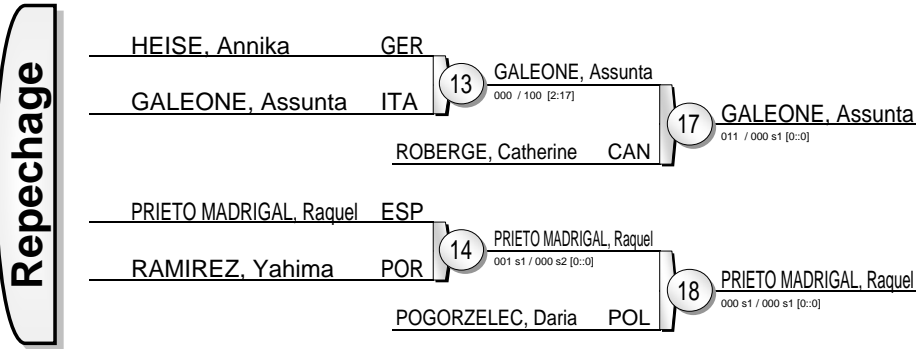 Repechage
HEISE, Annika GER
GALEONE, Assunta ITA
13
GALEONE, Assunta
000 / 100 [2:17]
ROBERGE, Catherine CAN
17
GALEONE, Assunta
011 / 000 s1 [0::0]
PRIETO MADRIGAL, Raquel ESP
RAMIREZ, Yahima POR
14
PRIETO MADRIGAL, Raquel
001 s1 / 000 s2 [0::0]
POGORZELEC, Daria POL
18
PRIETO MADRIGAL, Raquel
000 s1 / 000 s1 [0::0]